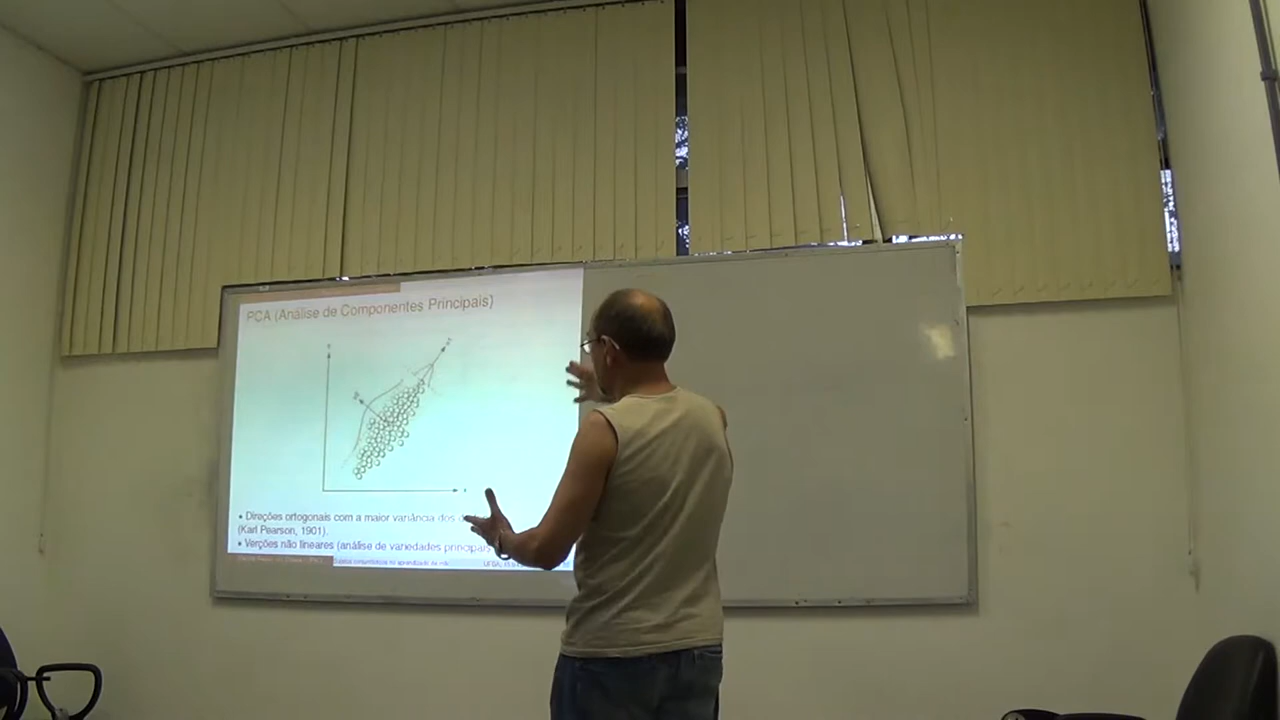 PCA (Análise de Componentes Principais)
• Direções ortogonais com a maior variância dos
(Karl Pearson, 1901).
• Verções não lineares (análise de variedades principais